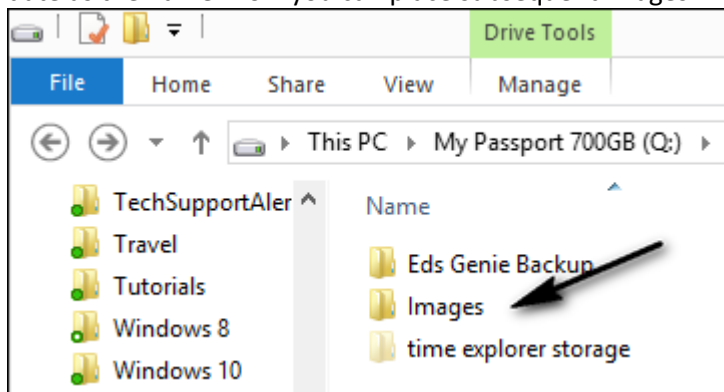 Drive Tools
File Home Share View Manage
This PC My Passport 700GB (Q:)
TechSupportAler
Travel
Tutorials
Windows 8
Windows 10
Name
Eds Genie Backup
Images
time explorer storage